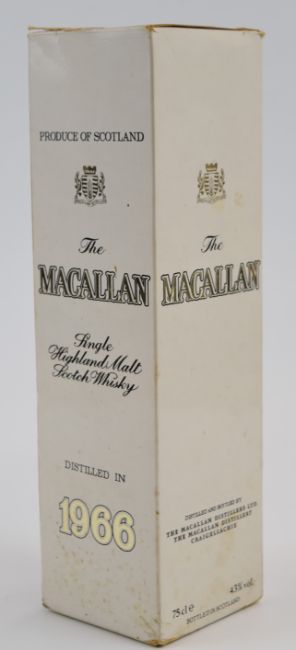 PRODUCE OF SCOTLAND
The
MACALLAN
Single
Highland Malt
Scotch Whisky
DISTILLED IN
1966
The
MACALLAN
DISTILLED AND BOTTLED BY
THE MACALLAN DISTILLERS LTD.
THE MACALLAN DISTILLERY
CRAIGELLACHIE
75cl e 43% vol.
BOTTLED IN SCOTLAND